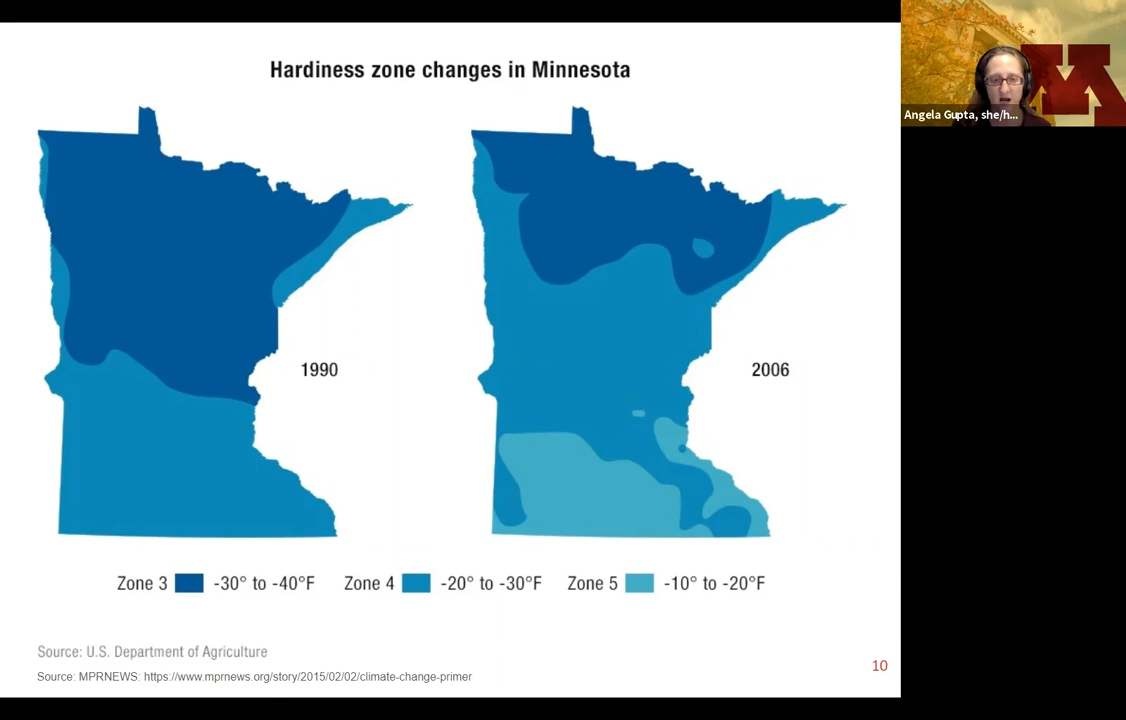 Hardiness zone changes in Minnesota
Angela Gupta, she/h...
1990
2006
Zone 3 -30° to -40°F Zone 4 -20° to -30°F Zone 5 -10° to -20°F
Source: U.S. Department of Agriculture
10
Source: MPRNEWS: https://www.mprnews.org/story/2015/02/02/climate-change-primer